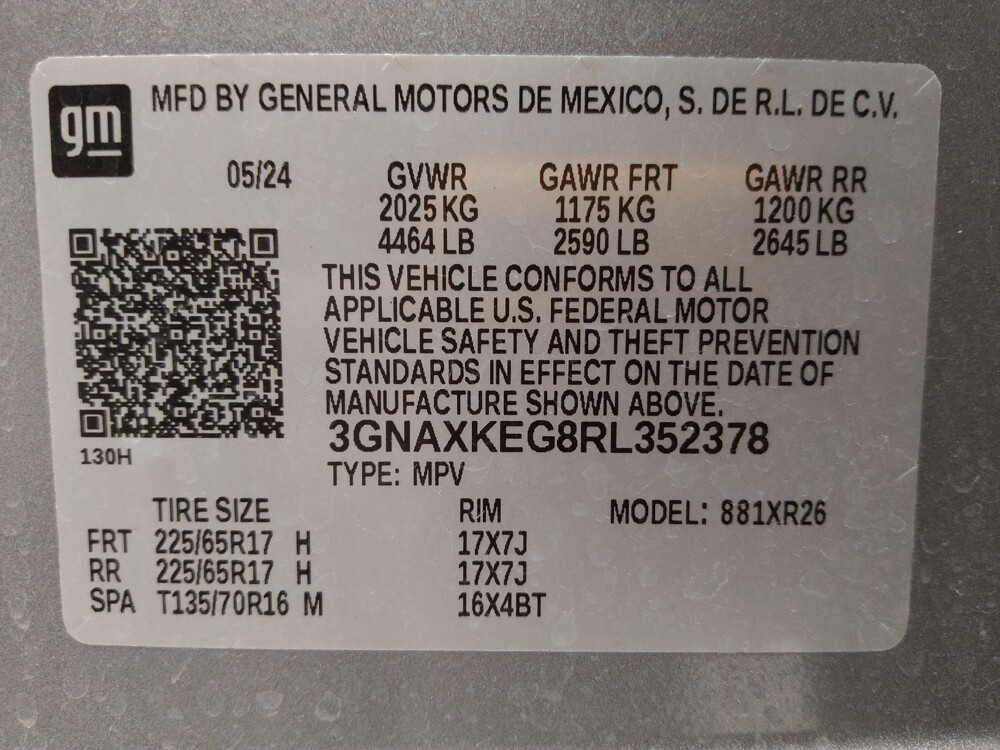 gm
MFD BY GENERAL MOTORS DE MEXICO, S. DE R.L. DE C.V.
05/24 GVWR GAWR FRT GAWR RR
2025 KG 1175 KG 1200 KG
4464 LB 2590 LB 2645 LB
THIS VEHICLE CONFORMS TO ALL
APPLICABLE U.S. FEDERAL MOTOR
VEHICLE SAFETY AND THEFT PREVENTION
STANDARDS IN EFFECT ON THE DATE OF
MANUFACTURE SHOWN ABOVE.
3GNAXKEG8RL352378
130H
TYPE: MPV
TIRE SIZE RIM MODEL: 881XR26
FRT 225/65R17 H 17X7J
RR 225/65R17 H 17X7J
SPA T135/70R16 M 16X4BT